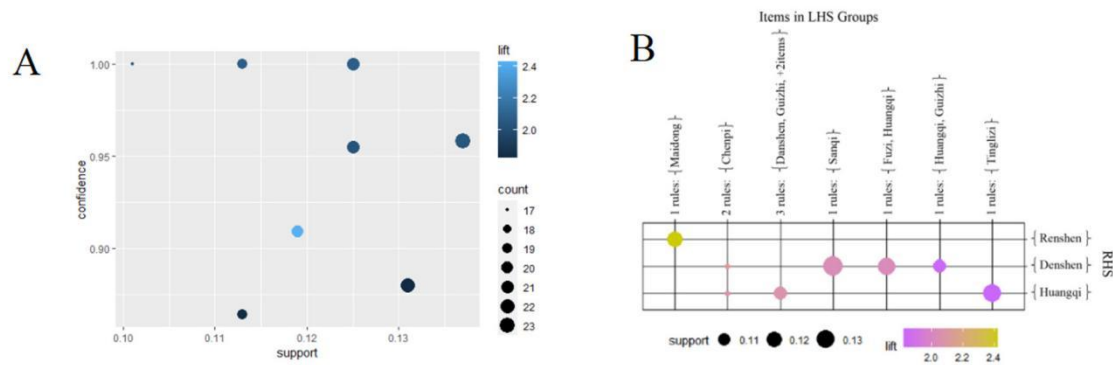 A
lift
2.4
2.0
count
17
18
19
20
21
22
23
1.00
0.95
0.90
confidence
0.10
0.11
0.12
0.13
support
B
Items in LHS Groups
1 rules: {Maidong}
2 rules: {Chenpi}
3 rules: {Danshen, Guizhi, +2items}
1 rules: {Sanqi}
1 rules: {Fuzi, Huangqi}
1 rules: {Huangqi, Guizhi}
1 rules: {Tinglizi}
{Renshen}
{Denshen}
{Huangqi}
RHS
support
0.11
0.12
0.13
lift
2.0
2.2
2.4